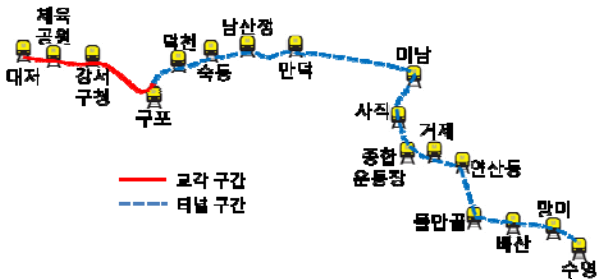 체육
공원
대저
강서
구청
구포
덕천
숙등
남산정
만덕
미남
사직
종합
운동장
거제
연산동
물만골
배산
망미
수영
교각 구간
터널 구간